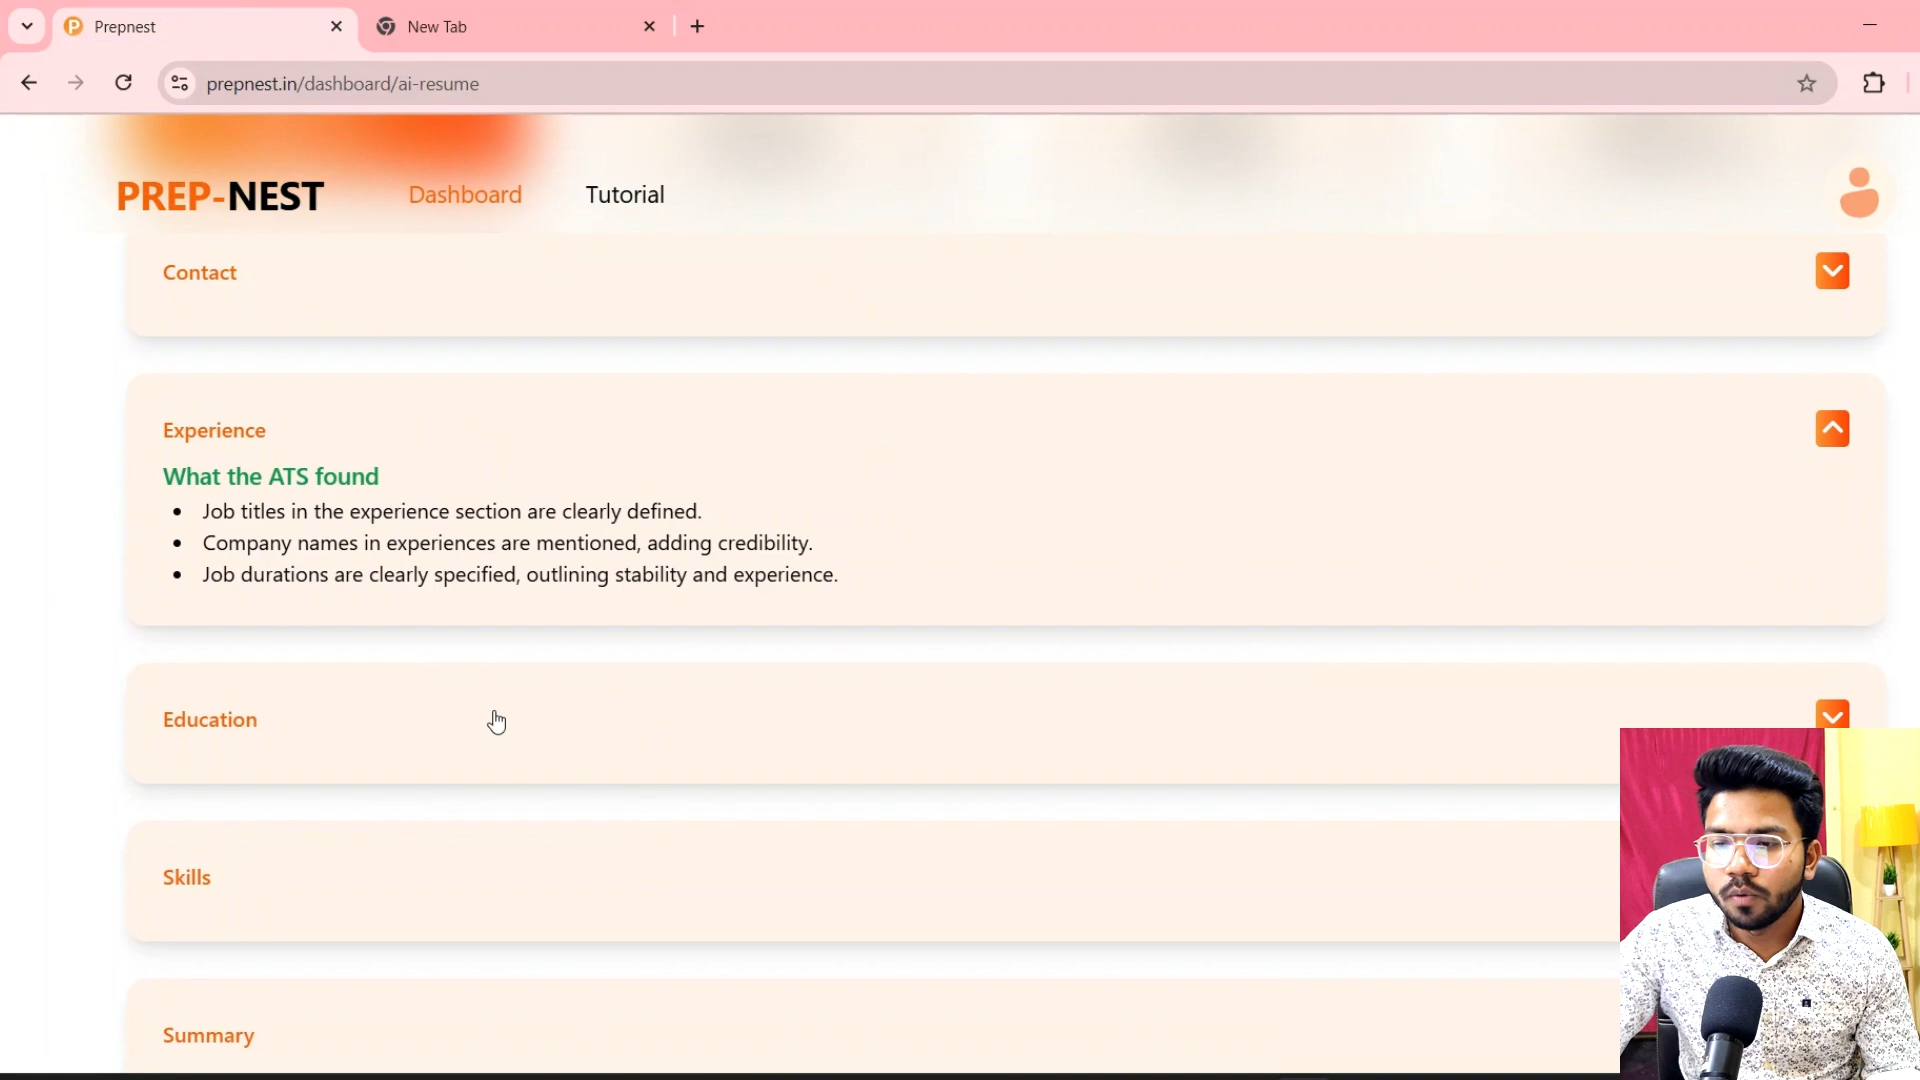 Prepnest
New Tab
prepnest.in/dashboard/ai-resume
PREP-NEST
Dashboard
Tutorial
Contact
Experience
What the ATS found
• Job titles in the experience section are clearly defined.
• Company names in experiences are mentioned, adding credibility.
• Job durations are clearly specified, outlining stability and experience.
Education
Skills
Summary